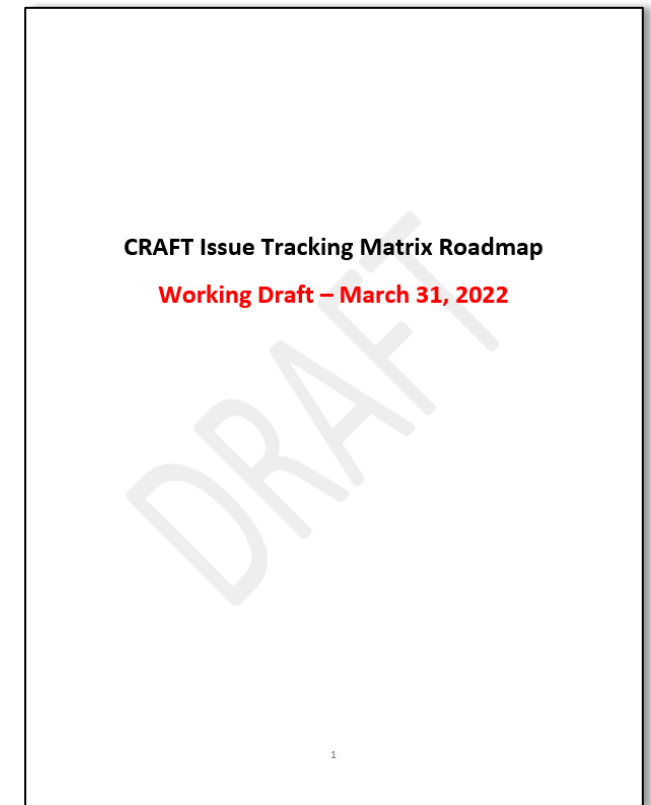 CRAFT Issue Tracking Matrix Roadmap
Working Draft – March 31, 2022
DRAFT
1